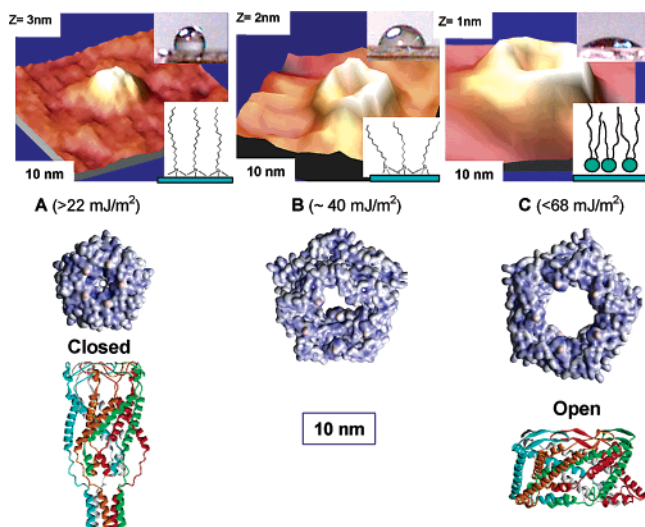 Z= 3nm
Z= 2nm
Z= 1nm
10 nm
10 nm
10 nm
A (>22 mJ/m²)
B (~ 40 mJ/m²)
C (<68 mJ/m²)
Closed
Open
10 nm